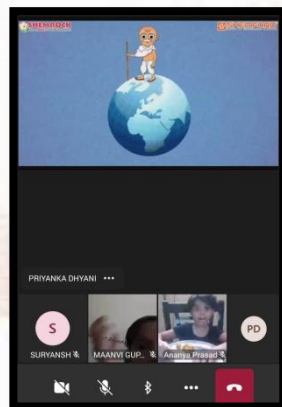 SHEMROCK
PRIYANKA DHYANI •••
S
PD
SURYANSH
MAANVI GUP...
Ananya Prasad